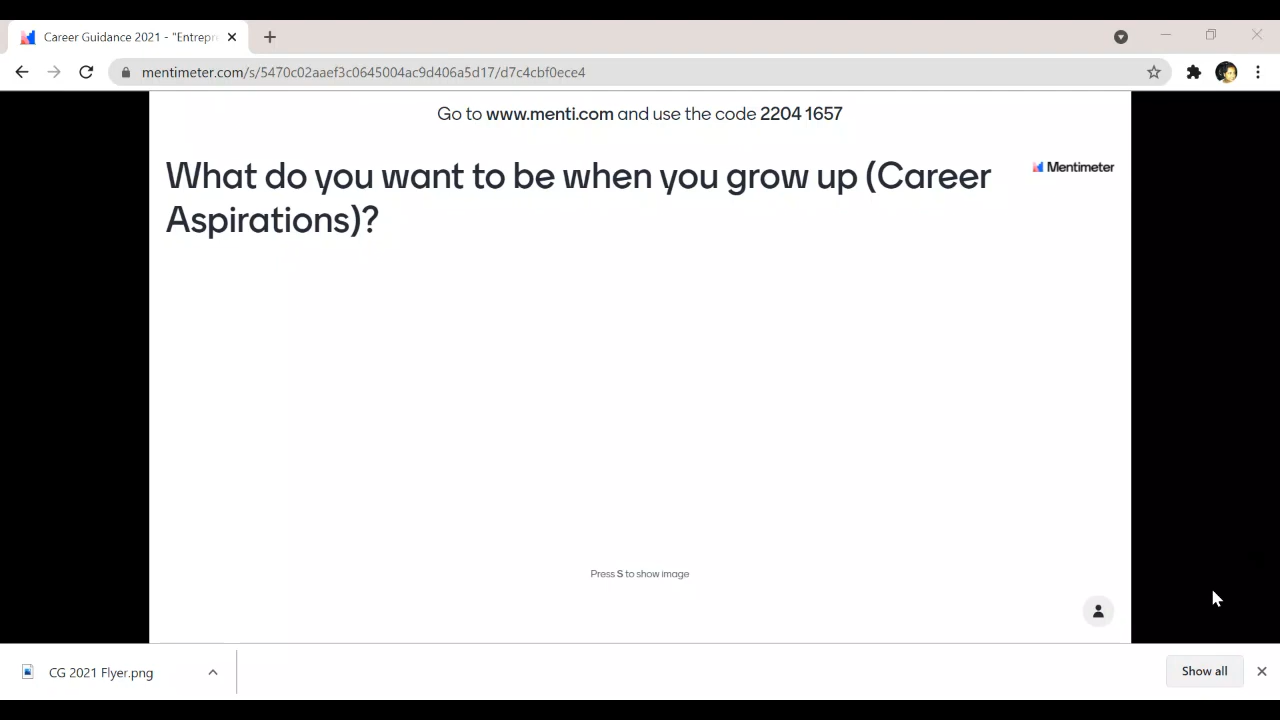 Career Guidance 2021 - "Entrepr
mentimeter.com/s/5470c02aaef3c0645004ac9d406a5d17/d7c4cbf0ece4
Go to www.menti.com and use the code 2204 1657
What do you want to be when you grow up (Career
Aspirations)?
Mentimeter
Press S to show image
CG 2021 Flyer.png
Show all